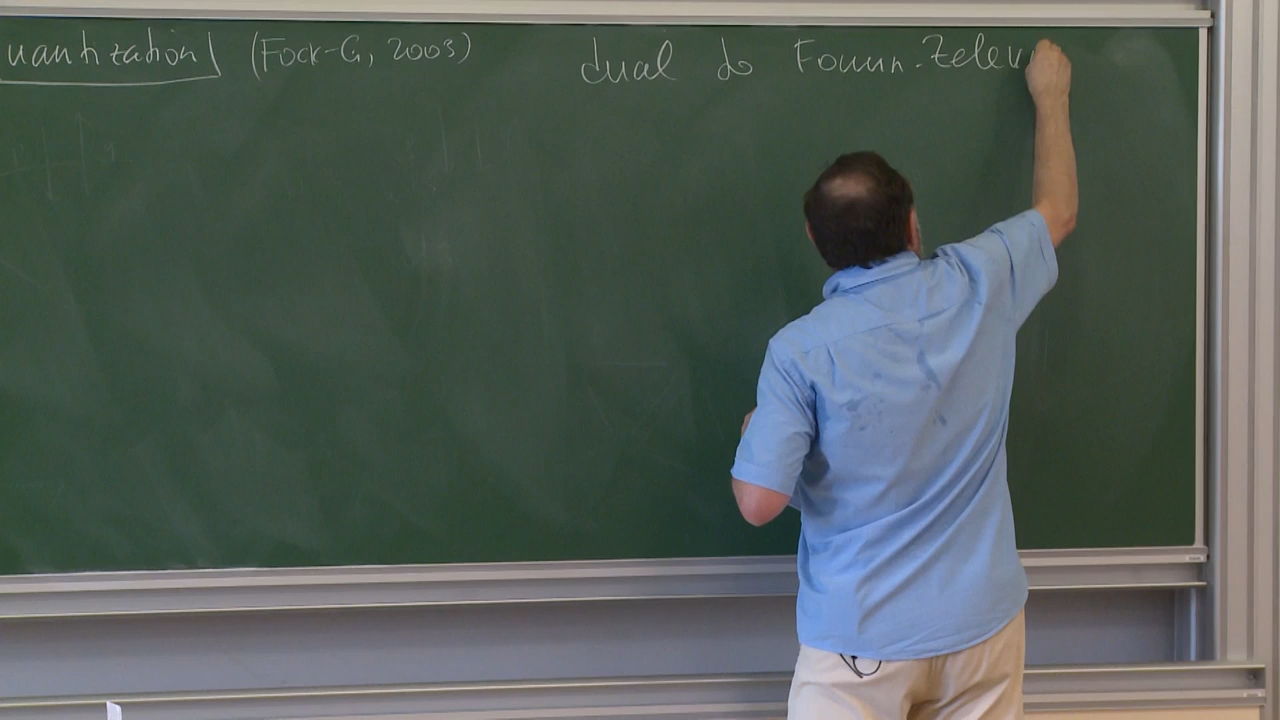 uantization (Fock-G, 2003) dual to Fomin-Zelev